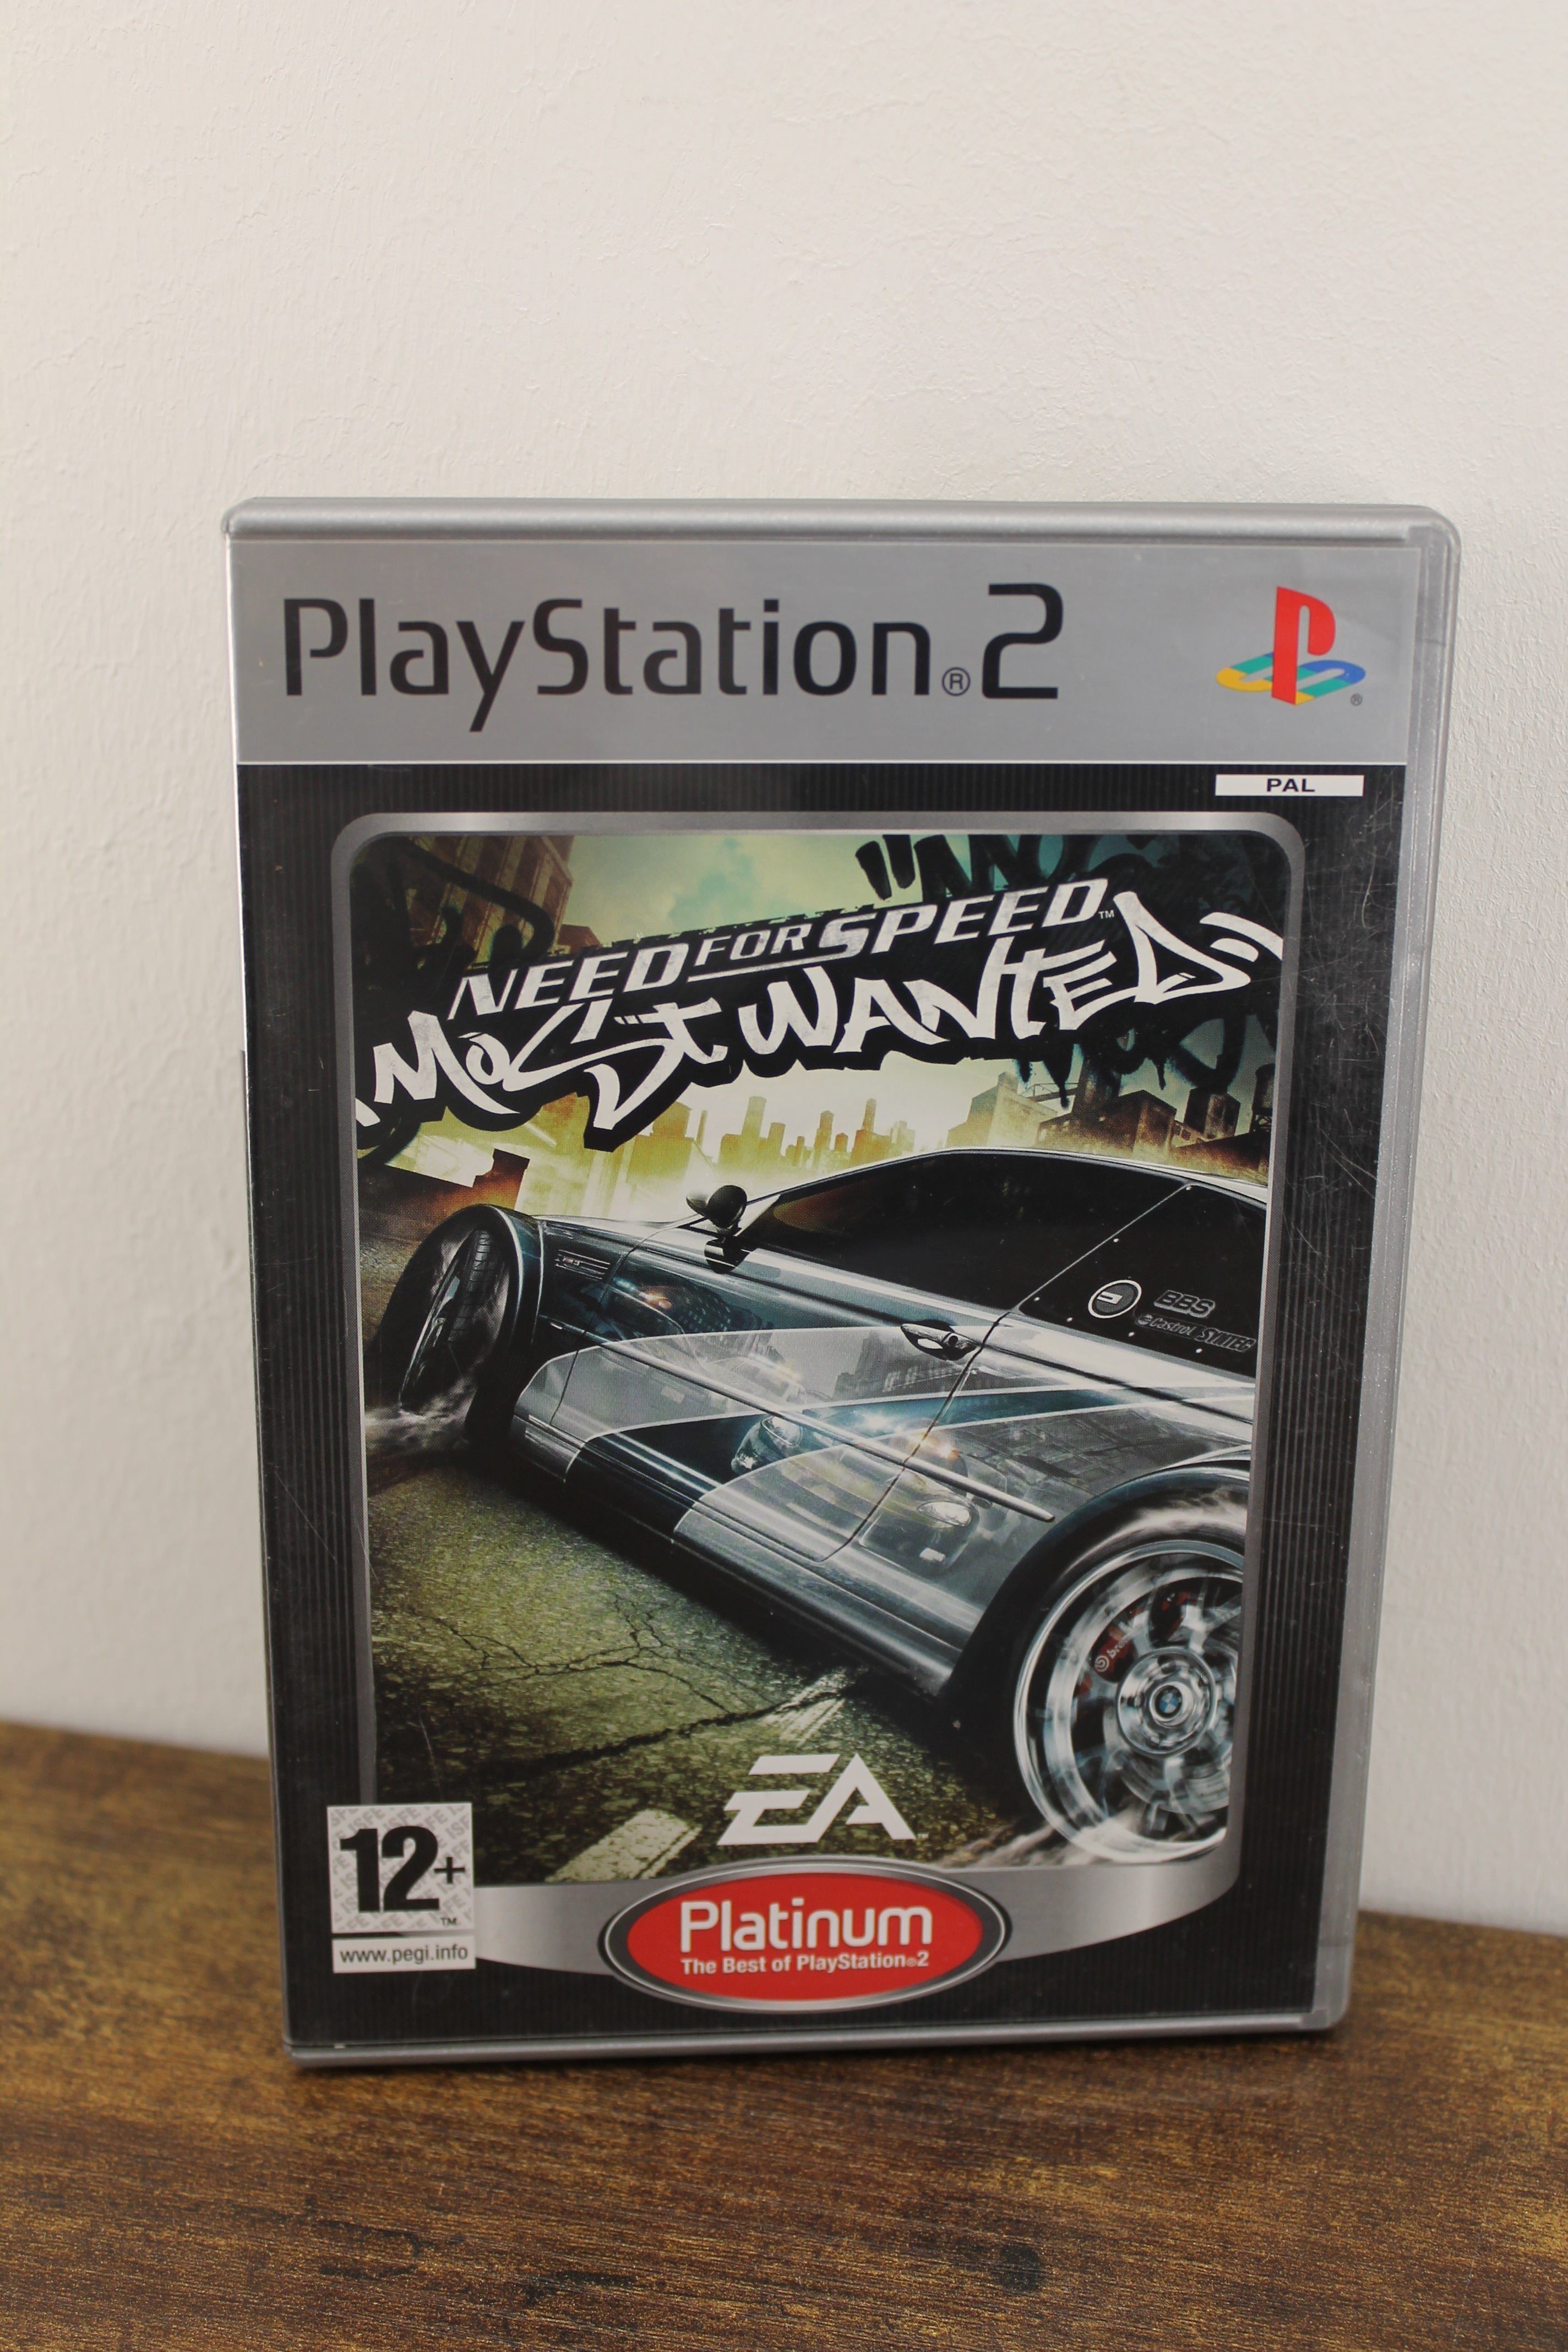 PlayStation®2
®
PAL
NEED FOR SPEED™
MOST WANTED
BBS
Castrol
EA
12+
™
www.pegi.info
Platinum
The Best of PlayStation®2